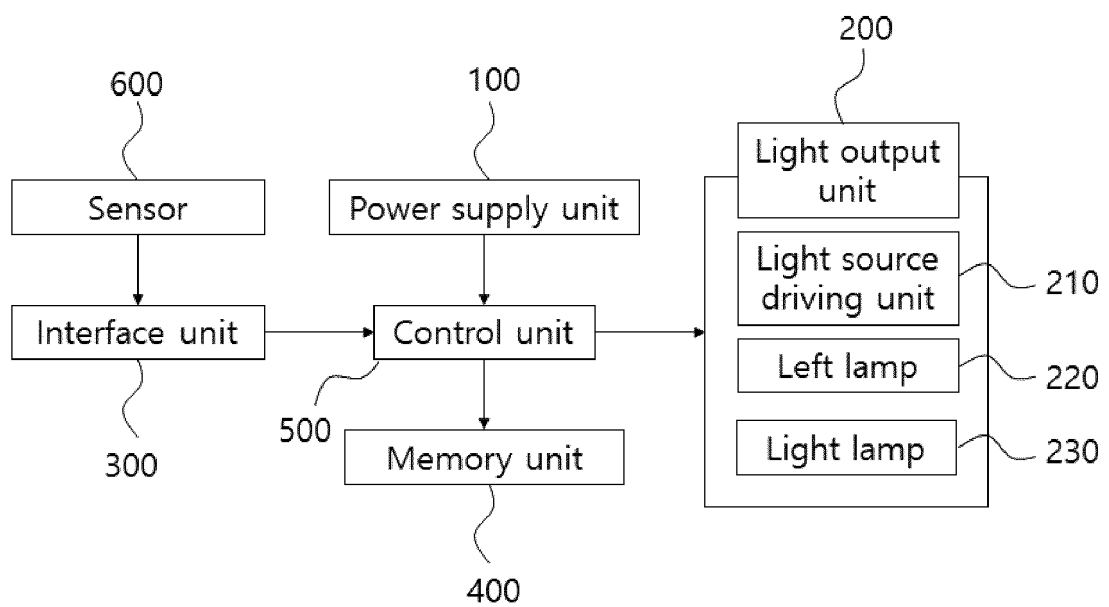 200
600
100
Light output
unit
Sensor
Power supply unit
Light source
driving unit
210
Interface unit
Control unit
Left lamp
220
500
300
Memory unit
Light lamp
230
400